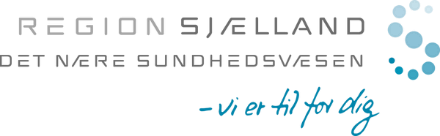 REGION SJÆLLAND
DET NÆRE SUNDHEDSVÆSEN
– vi er til for dig